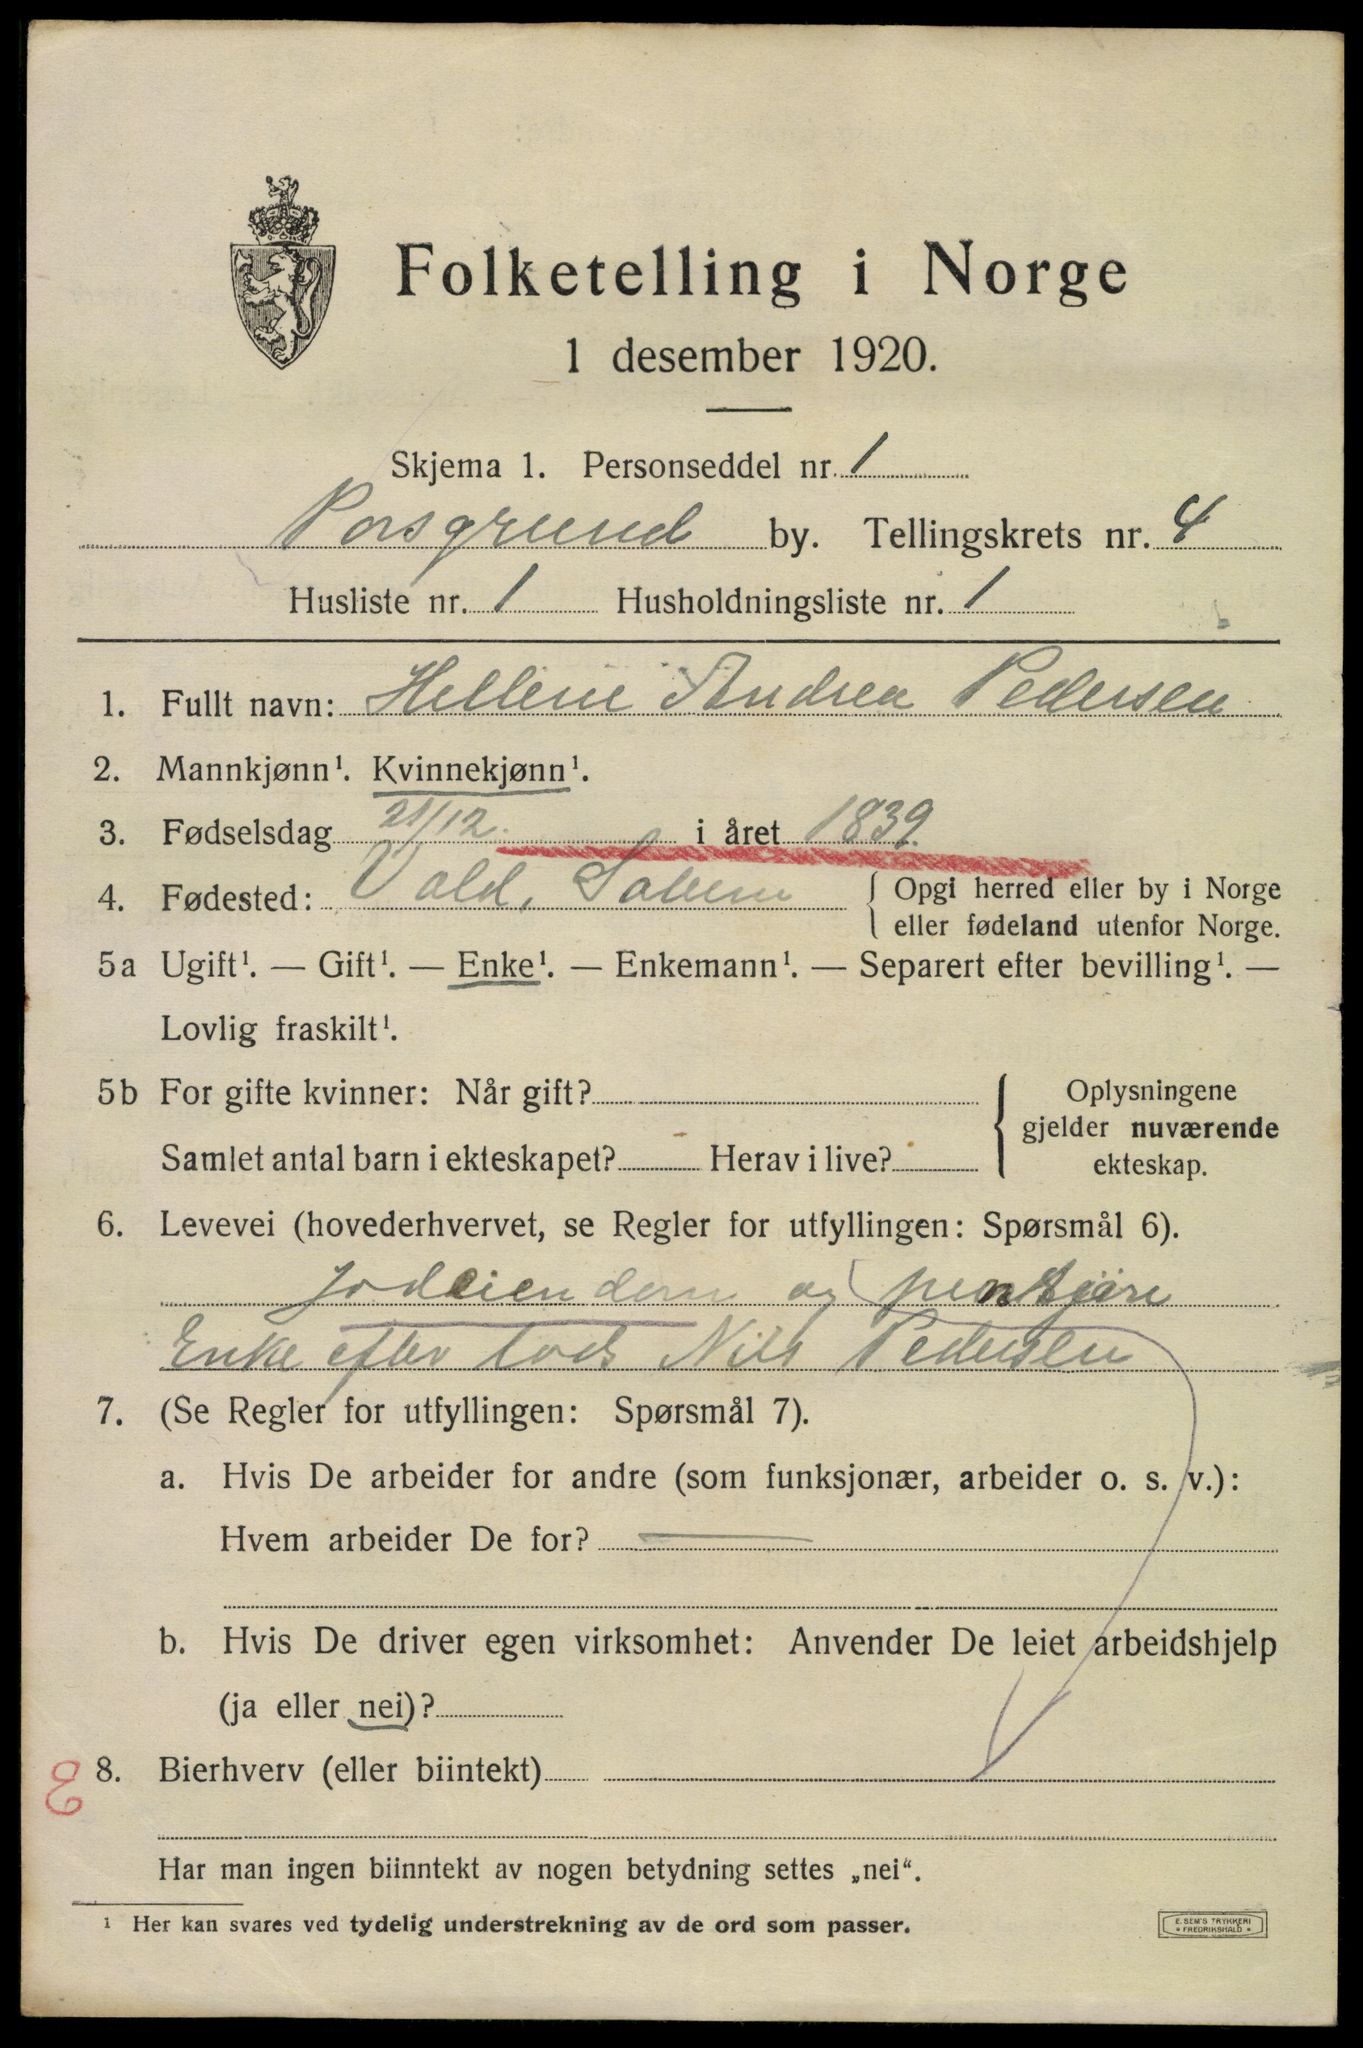 Folketelling i Norge
1 desember 1920.
Skjema 1. Personseddel nr. 1
Porsgrund by. Tellingskrets nr. 4
Husliste nr. 1 Husholdningsliste nr. 1
1. Fullt navn: Hellene Andrea Pedersen
2. Mannkjønn¹. Kvinnekjønn¹.
3. Fødselsdag 21/12. i året 1839.
4. Fødested: Vold, { Opgi herred eller by i Norge
eller fødeland utenfor Norge.
5a Ugift¹. — Gift¹. — Enke¹. — Enkemann¹. — Separert efter bevilling¹. —
Lovlig fraskilt¹.
5b For gifte kvinner: Når gift? { Oplysningene
gjelder nuværende
Samlet antal barn i ekteskapet? Herav i live? ekteskap.
6. Levevei (hovederhvervet, se Regler for utfyllingen: Spørsmål 6).
Jodeiendom og
Enke efter lods Nils Pedersen
7. (Se Regler for utfyllingen: Spørsmål 7).
a. Hvis De arbeider for andre (som funksjonær, arbeider o. s. v.):
Hvem arbeider De for? —
b. Hvis De driver egen virksomhet: Anvender De leiet arbeidshjelp
(ja eller nei)?
8. Bierhverv (eller biintekt)
Har man ingen biinntekt av nogen betydning settes „nei“.
¹ Her kan svares ved tydelig understrekning av de ord som passer.
E. SEM'S TRYKKERI
* FREDRIKSHALD *